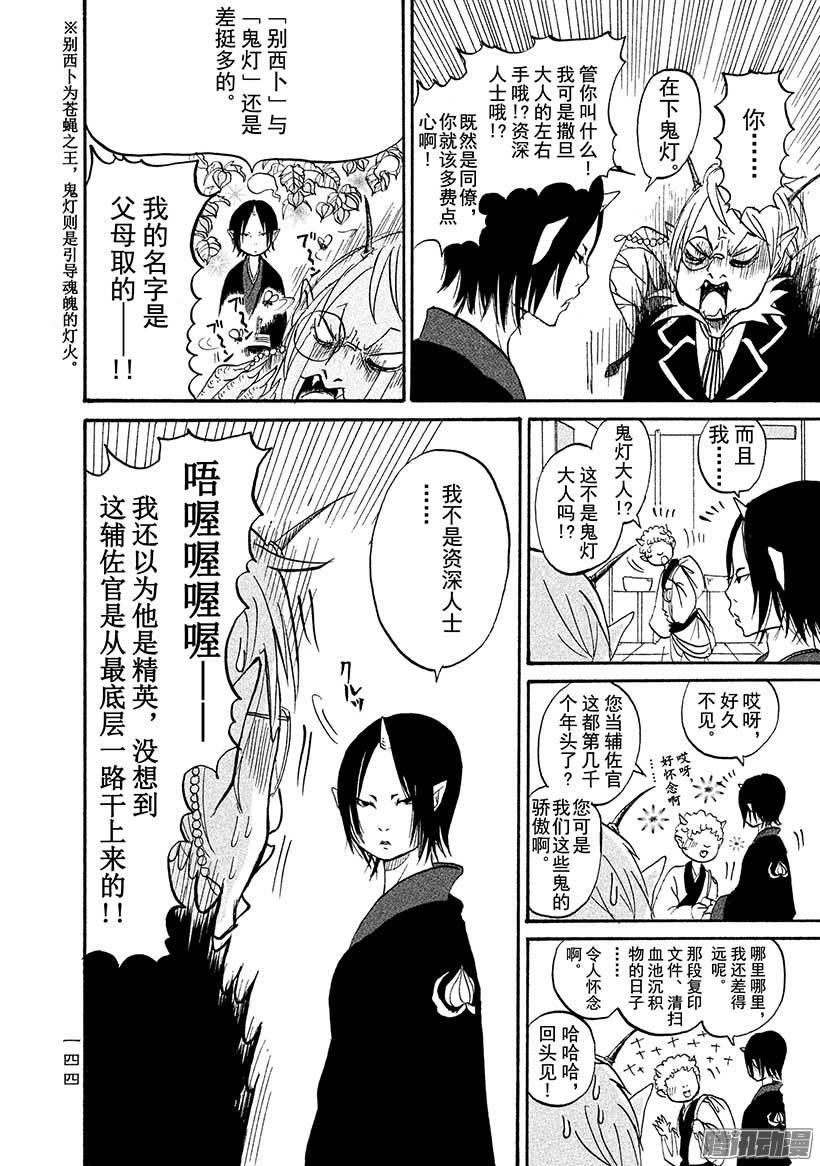 你……
在下鬼灯。
管你叫什么！
我可是撒旦
大人的左右
手哦!?资深
人士哦!?
既然是同僚，
你就该多费点
心啊！
「别西卜」与
「鬼灯」还是
差挺多的。
我的名字是
父母取的——!!
※别西卜为苍蝇之王，鬼灯则是引导魂魄的灯火。
而且
我……
鬼灯大人!?
这不是鬼灯
大人吗!?
哎呀，
好久
不见。
哎呀，
好怀念啊
您当辅佐官
这都第几千
个年头了？
您可是
我们这些鬼的
骄傲啊。
哪里哪里，
我还差得
远呢。
那段复印
文件、清扫
血池沉积
物的日子
……
令人怀念
啊。
哈哈哈，
回头见！
我不是资深人士
……
クルッ
唔喔喔喔喔——
我还以为他是精英，没想到
这辅佐官是从最底层一路干上来的!!
一四四
腾讯动漫